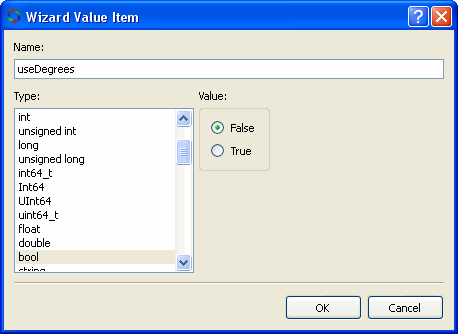 Wizard Value Item
Name:
useDegrees
Type:
int
unsigned int
long
unsigned long
int64_t
Int64
UInt64
uint64_t
float
double
bool
string
Value:
False
True
OK
Cancel